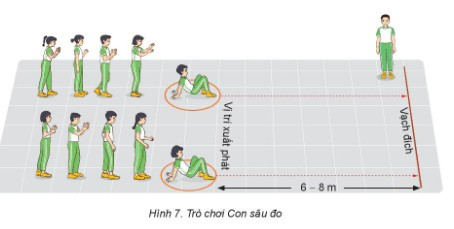 Vị trí xuất phát
Vạch đích
6 – 8 m
Hình 7. Trò chơi Con sâu đo